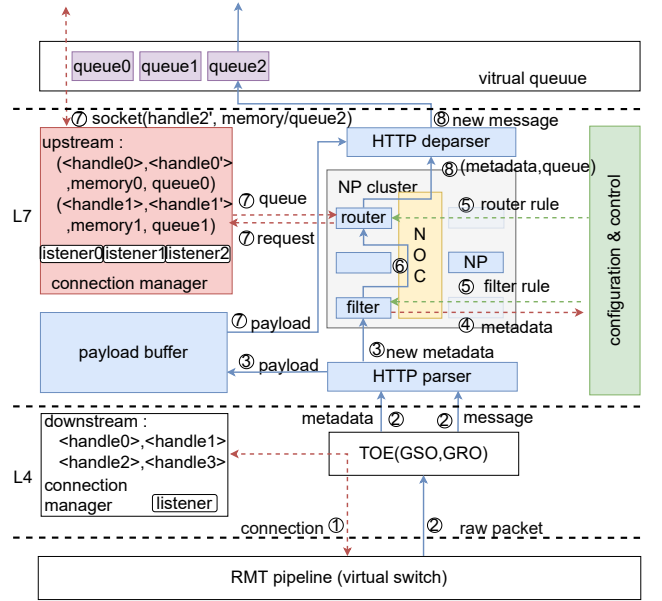 queue0 queue1 queue2
vitrual queuue
⑦ socket(handle2', memory/queue2)
⑧ new message
upstream :
(<handle0>,<handle0'>
,memory0, queue0)
(<handle1>,<handle1'>
,memory1, queue1)
listener0 listener1 listener2
connection manager
L7
HTTP deparser
⑧ (metadata,queue)
NP cluster
⑦ queue
router
⑦ request
⑤ router rule
N
O
C
⑥
NP
⑤ filter rule
filter
④ metadata
configuration & control
⑦ payload
payload buffer
③ payload
③ new metadata
HTTP parser
metadata ②
② message
downstream :
<handle0>,<handle1>
<handle2>,<handle3>
connection
manager
listener
L4
TOE(GSO,GRO)
connection ①
② raw packet
RMT pipeline (virtual switch)